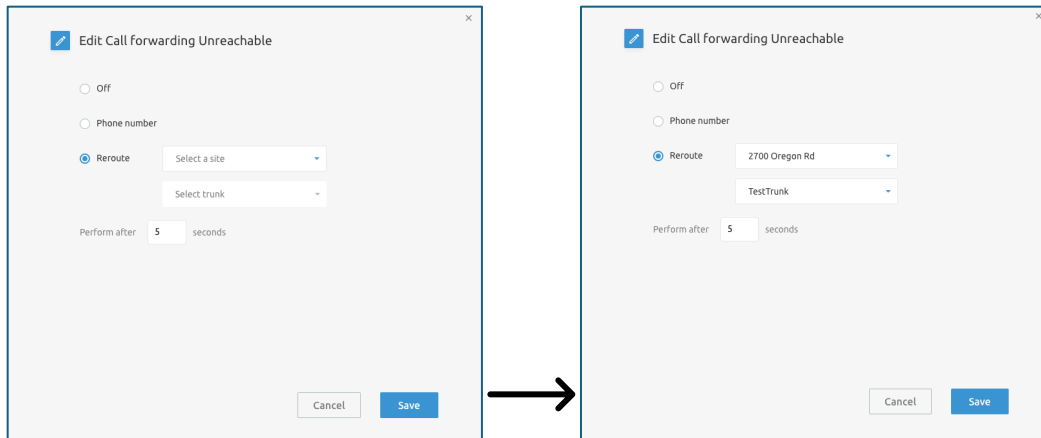 Edit Call forwarding Unreachable
Off
Phone number
Reroute Select a site
Select trunk
Perform after 5 seconds
Cancel Save
Edit Call forwarding Unreachable
Off
Phone number
Reroute 2700 Oregon Rd
TestTrunk
Perform after 5 seconds
Cancel Save